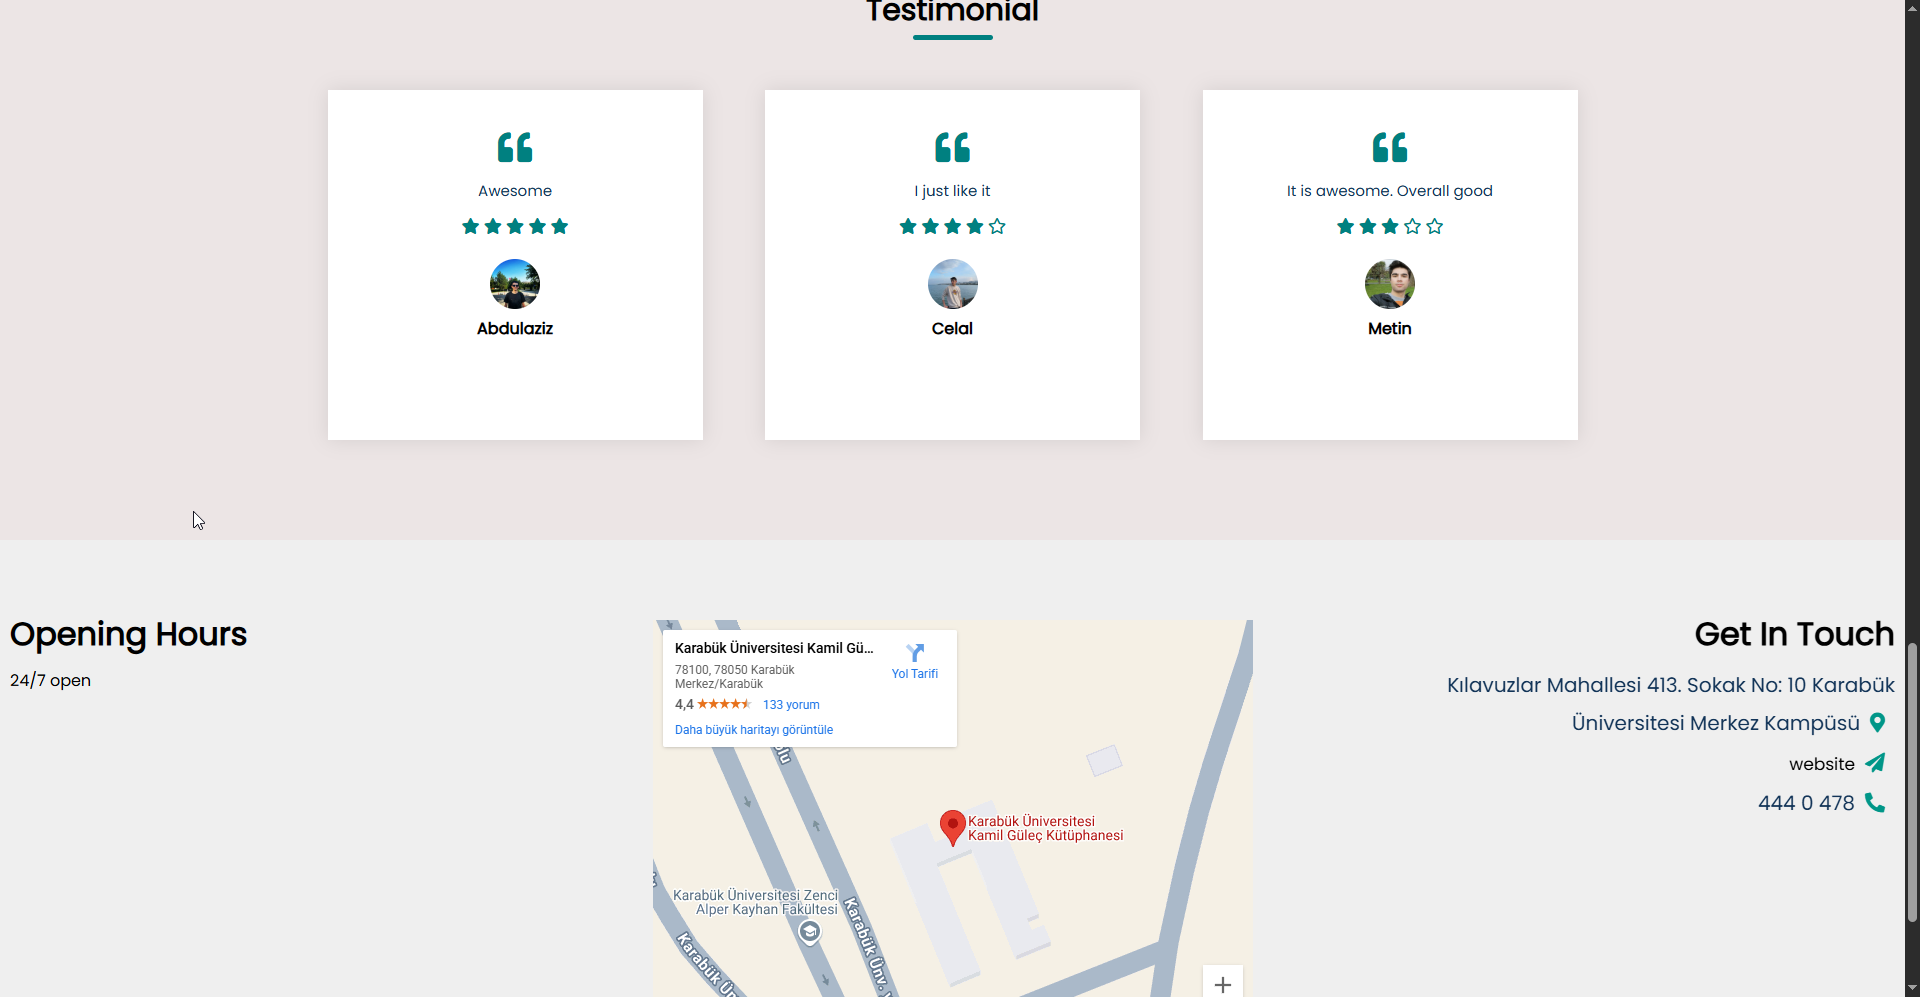 Testimonial
Awesome
Abdulaziz
I just like it
Celal
It is awesome. Overall good
Metin
Opening Hours
24/7 open
Karabük Üniversitesi Kamil Gü...
78100, 78050 Karabük
Merkez/Karabük
4,4
133 yorum
Daha büyük haritayı görüntüle
Yol Tarifi
Karabük Üniversitesi
Kamil Güleç Kütüphanesi
Karabük Üniversitesi Zenci
Alper Kayhan Fakültesi
Karabük Ünv.
Karabük Ün
Get In Touch
Kılavuzlar Mahallesi 413. Sokak No: 10 Karabük
Üniversitesi Merkez Kampüsü
website
444 0 478